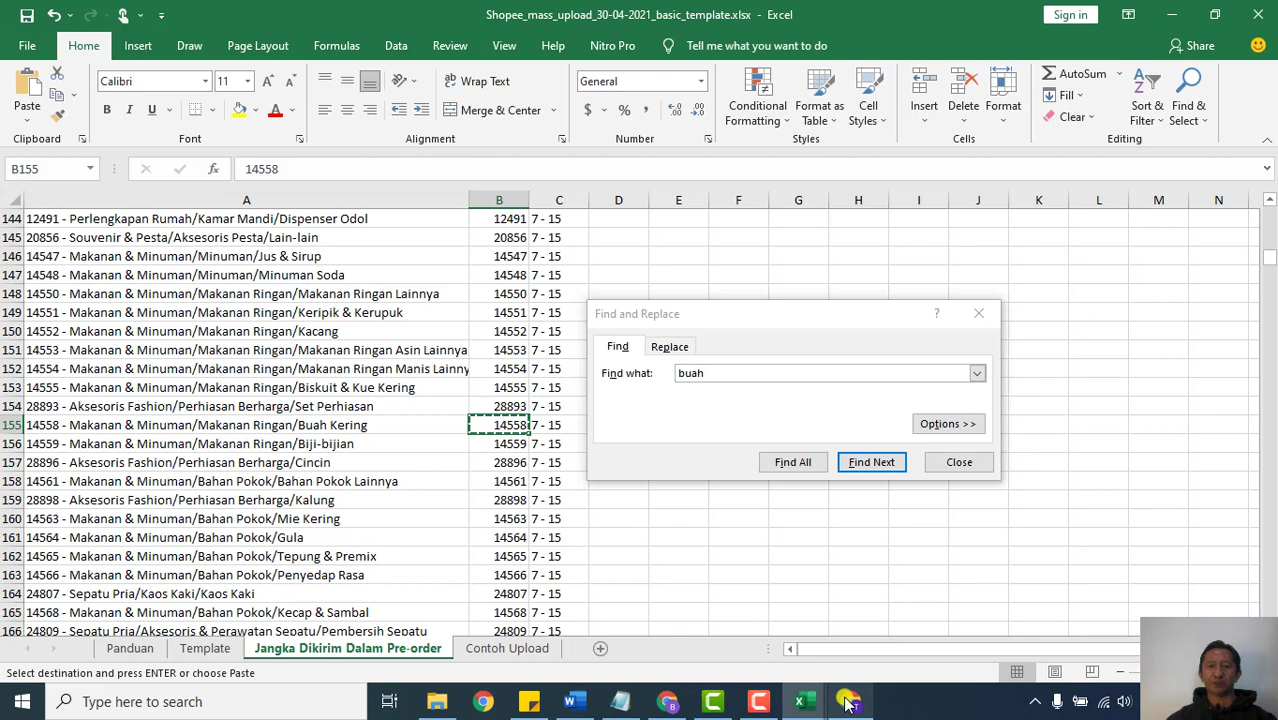 Shopee_mass_upload_30-04-2021_basic_template.xlsx - Excel
Sign in
File Home Insert Draw Page Layout Formulas Data Review View Help Nitro Pro Tell me what you want to do Share
Paste
Calibri 11
B I U
Wrap Text
Merge & Center
General
$ % ,
Conditional Formatting
Format as Table
Cell Styles
Insert
Delete
Format
AutoSum
Fill
Clear
Sort & Filter
Find & Select
Clipboard Font Alignment Number Styles Cells Editing
B155 fx 14558
A B C D E F G H I J K L M N
144 12491 - Perlengkapan Rumah/Kamar Mandi/Dispenser Odol 12491 7 - 15
145 20856 - Souvenir & Pesta/Aksesoris Pesta/Lain-lain 20856 7 - 15
146 14547 - Makanan & Minuman/Minuman/Jus & Sirup 14547 7 - 15
147 14548 - Makanan & Minuman/Minuman/Minuman Soda 14548 7 - 15
148 14550 - Makanan & Minuman/Makanan Ringan/Makanan Ringan Lainnya 14550 7 - 15
149 14551 - Makanan & Minuman/Makanan Ringan/Keripik & Kerupuk 14551 7 - 15
150 14552 - Makanan & Minuman/Makanan Ringan/Kacang 14552 7 - 15
151 14553 - Makanan & Minuman/Makanan Ringan/Makanan Ringan Asin Lainnya 14553 7 - 15
152 14554 - Makanan & Minuman/Makanan Ringan/Makanan Ringan Manis Lainny 14554 7 - 15
153 14555 - Makanan & Minuman/Makanan Ringan/Biskuit & Kue Kering 14555 7 - 15
154 28893 - Aksesoris Fashion/Perhiasan Berharga/Set Perhiasan 28893 7 - 15
155 14558 - Makanan & Minuman/Makanan Ringan/Buah Kering 14558 7 - 15
156 14559 - Makanan & Minuman/Makanan Ringan/Biji-bijian 14559 7 - 15
157 28896 - Aksesoris Fashion/Perhiasan Berharga/Cincin 28896 7 - 15
158 14561 - Makanan & Minuman/Bahan Pokok/Bahan Pokok Lainnya 14561 7 - 15
159 28898 - Aksesoris Fashion/Perhiasan Berharga/Kalung 28898 7 - 15
160 14563 - Makanan & Minuman/Bahan Pokok/Mie Kering 14563 7 - 15
161 14564 - Makanan & Minuman/Bahan Pokok/Gula 14564 7 - 15
162 14565 - Makanan & Minuman/Bahan Pokok/Tepung & Premix 14565 7 - 15
163 14566 - Makanan & Minuman/Bahan Pokok/Penyedap Rasa 14566 7 - 15
164 24807 - Sepatu Pria/Kaos Kaki/Kaos Kaki 24807 7 - 15
165 14568 - Makanan & Minuman/Bahan Pokok/Kecap & Sambal 14568 7 - 15
166 24809 - Sepatu Pria/Aksesoris & Perawatan Sepatu/Pembersih Sepatu 24809 7 - 15
Find and Replace ?
Find Replace
Find what: buah
Options >>
Find All Find Next Close
Panduan Template Jangka Dikirim Dalam Pre-order Contoh Upload
Select destination and press ENTER or choose Paste
Type here to search